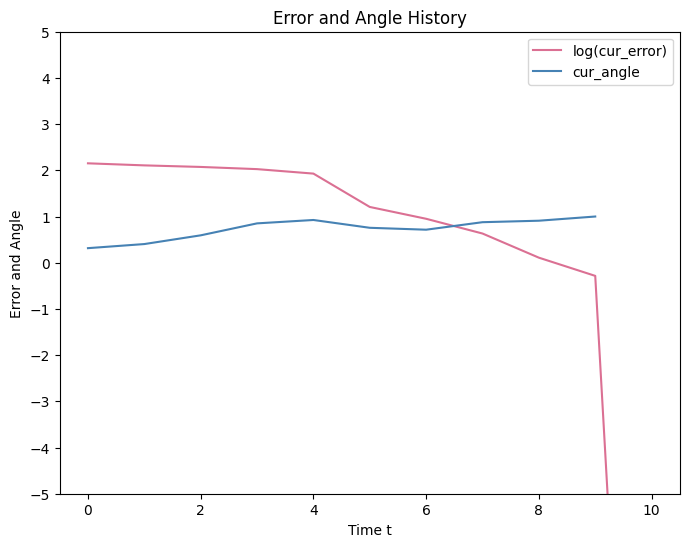 Error and Angle History
log(cur_error)
cur_angle
5
4
3
2
1
0
−1
−2
−3
−4
−5
Error and Angle
0 2 4 6 8 10
Time t